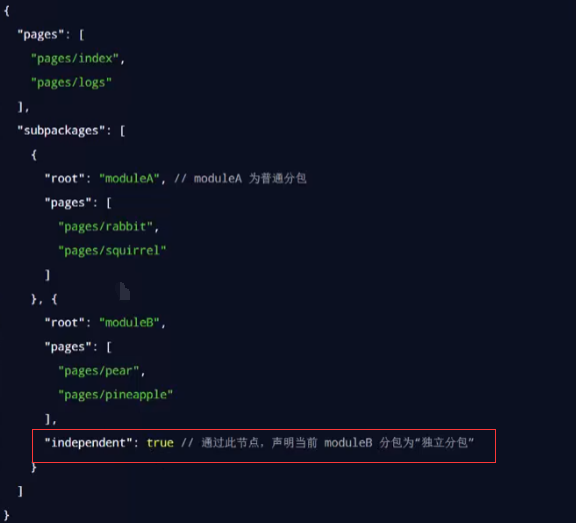 {
"pages": [
"pages/index",
"pages/logs"
],
"subpackages": [
{
"root": "moduleA", // moduleA 为普通分包
"pages": [
"pages/rabbit",
"pages/squirrel"
]
}, {
"root": "moduleB",
"pages": [
"pages/pear",
"pages/pineapple"
],
"independent": true // 通过此节点，声明当前 moduleB 分包为“独立分包”
}
]
}